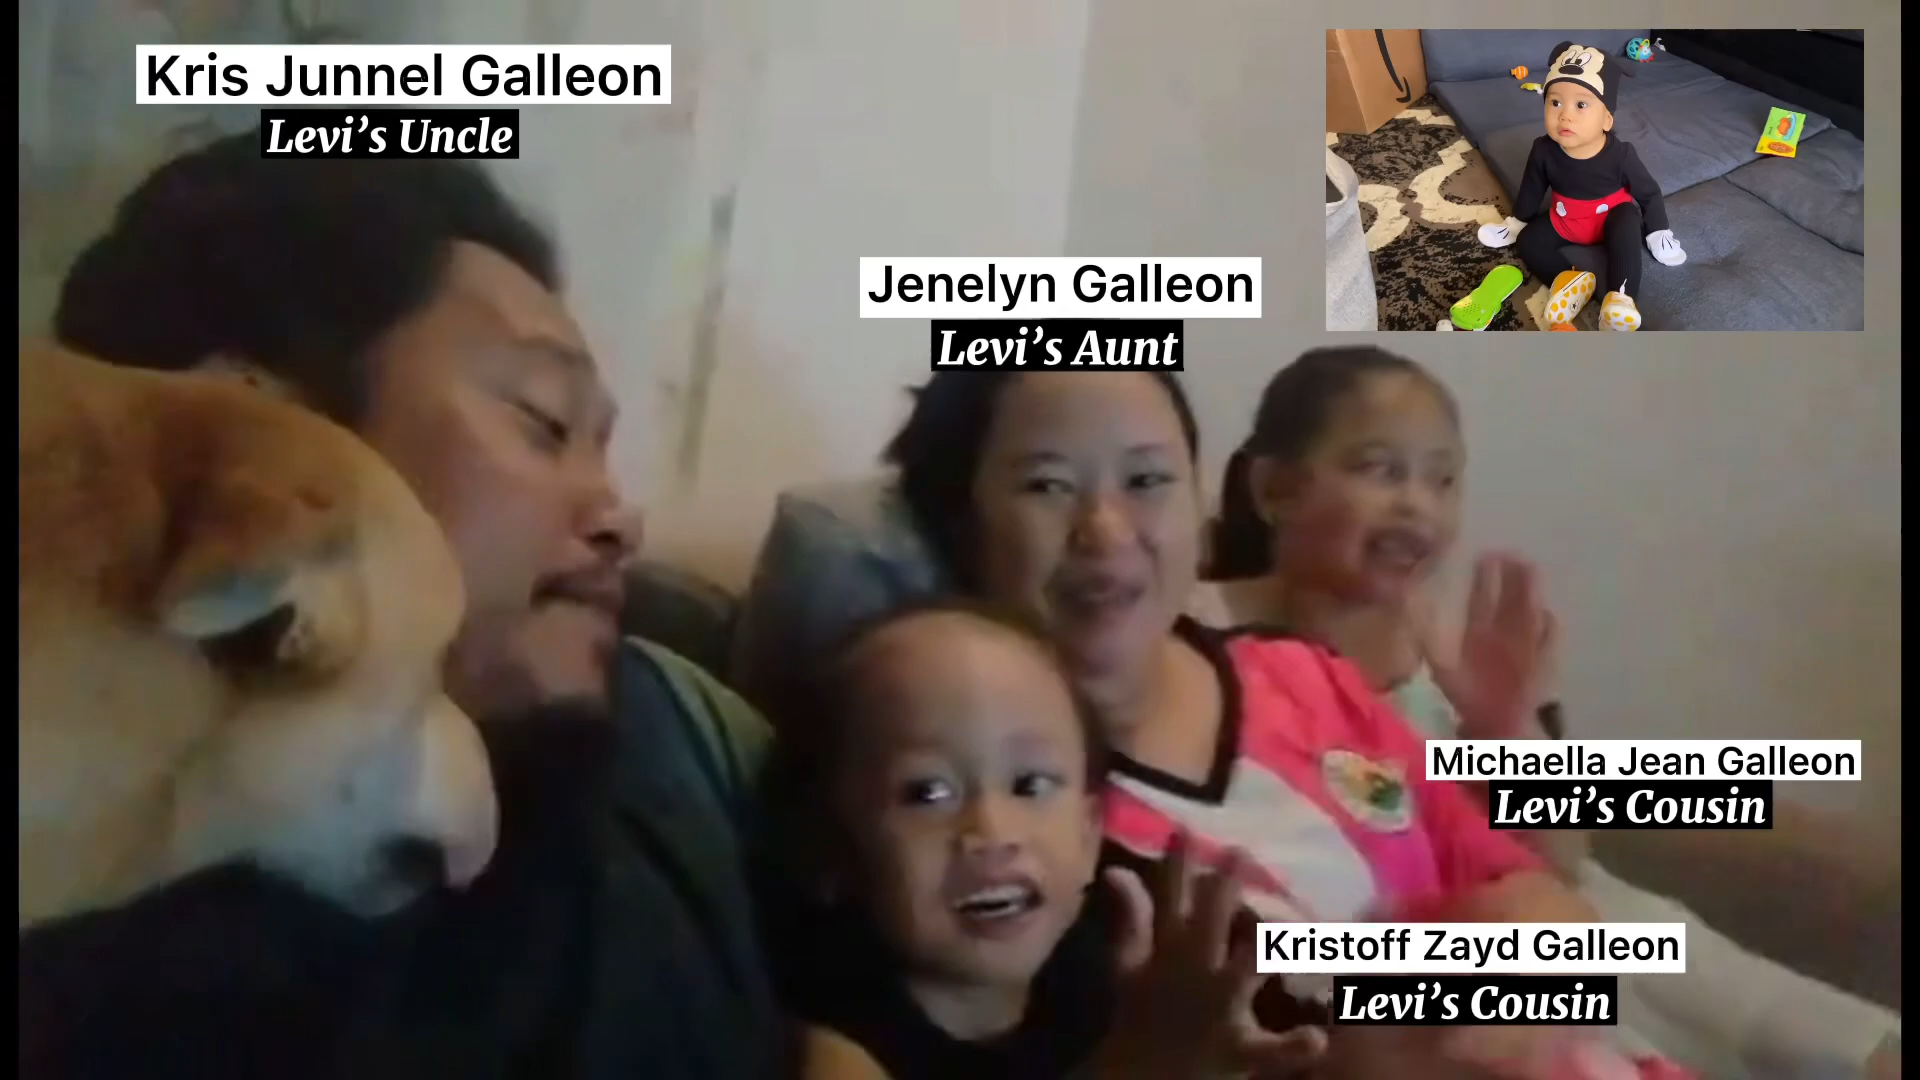 Kris Junnel Galleon
Levi's Uncle
Jenelyn Galleon
Levi's Aunt
Michaella Jean Galleon
Levi's Cousin
Kristoff Zayd Galleon
Levi's Cousin